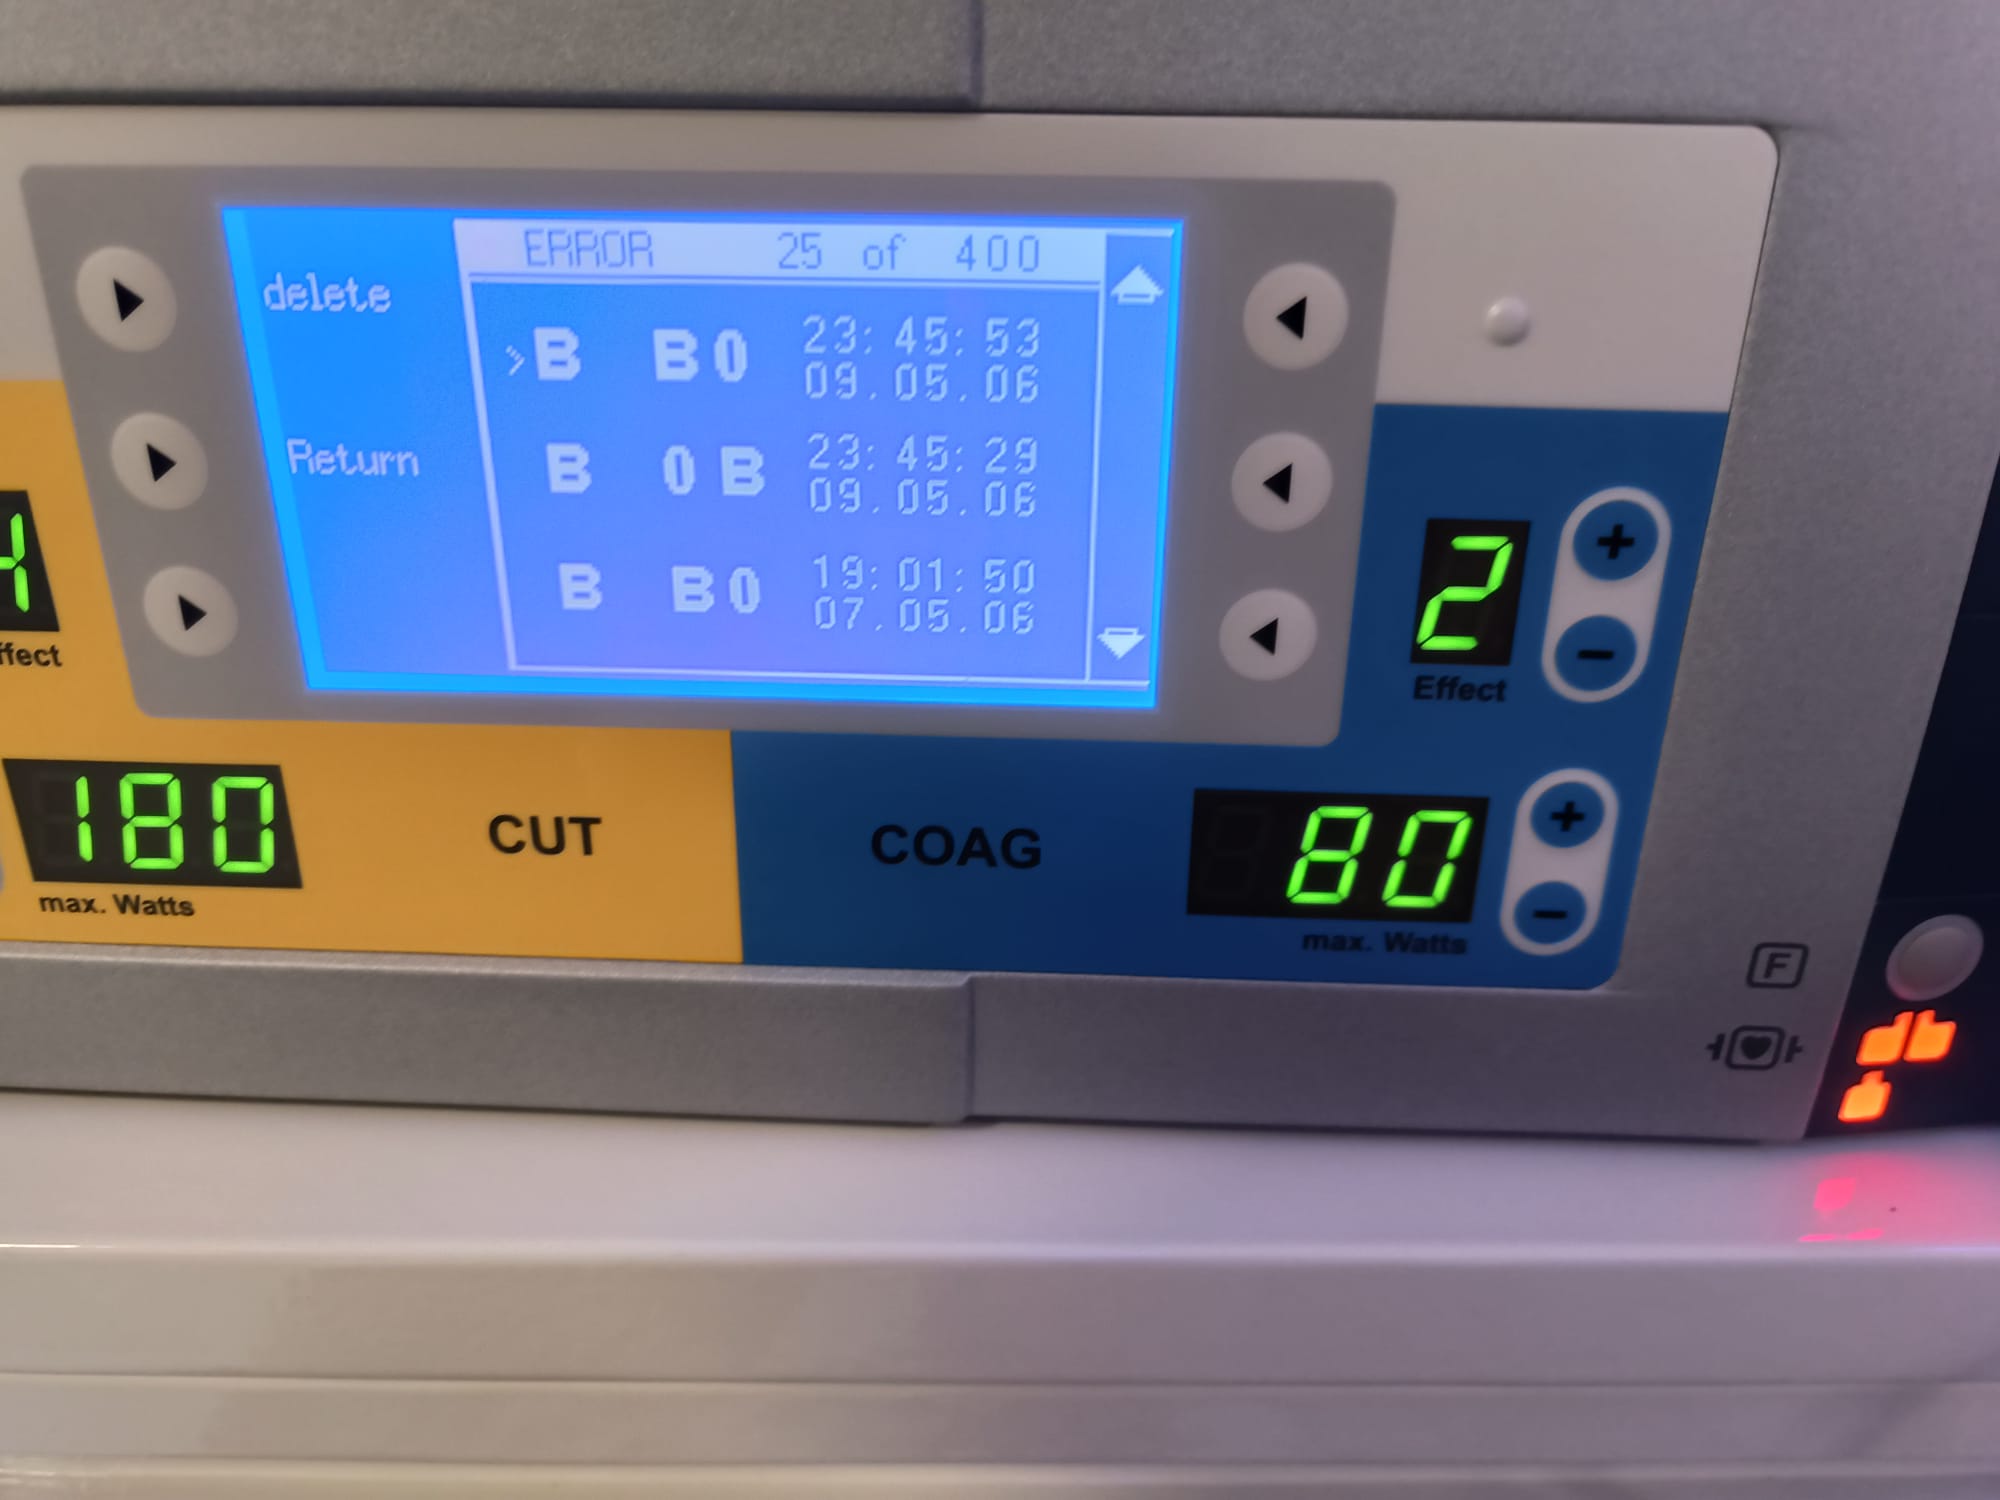 ERROR 25 of 400
delete
>B B0 23:45:53
09.05.06
B 0B 23:45:29
09.05.06
Return
B B0 19:01:50
07.05.06
2
Effect
180
max. Watts
CUT
COAG
80
max. Watts
F